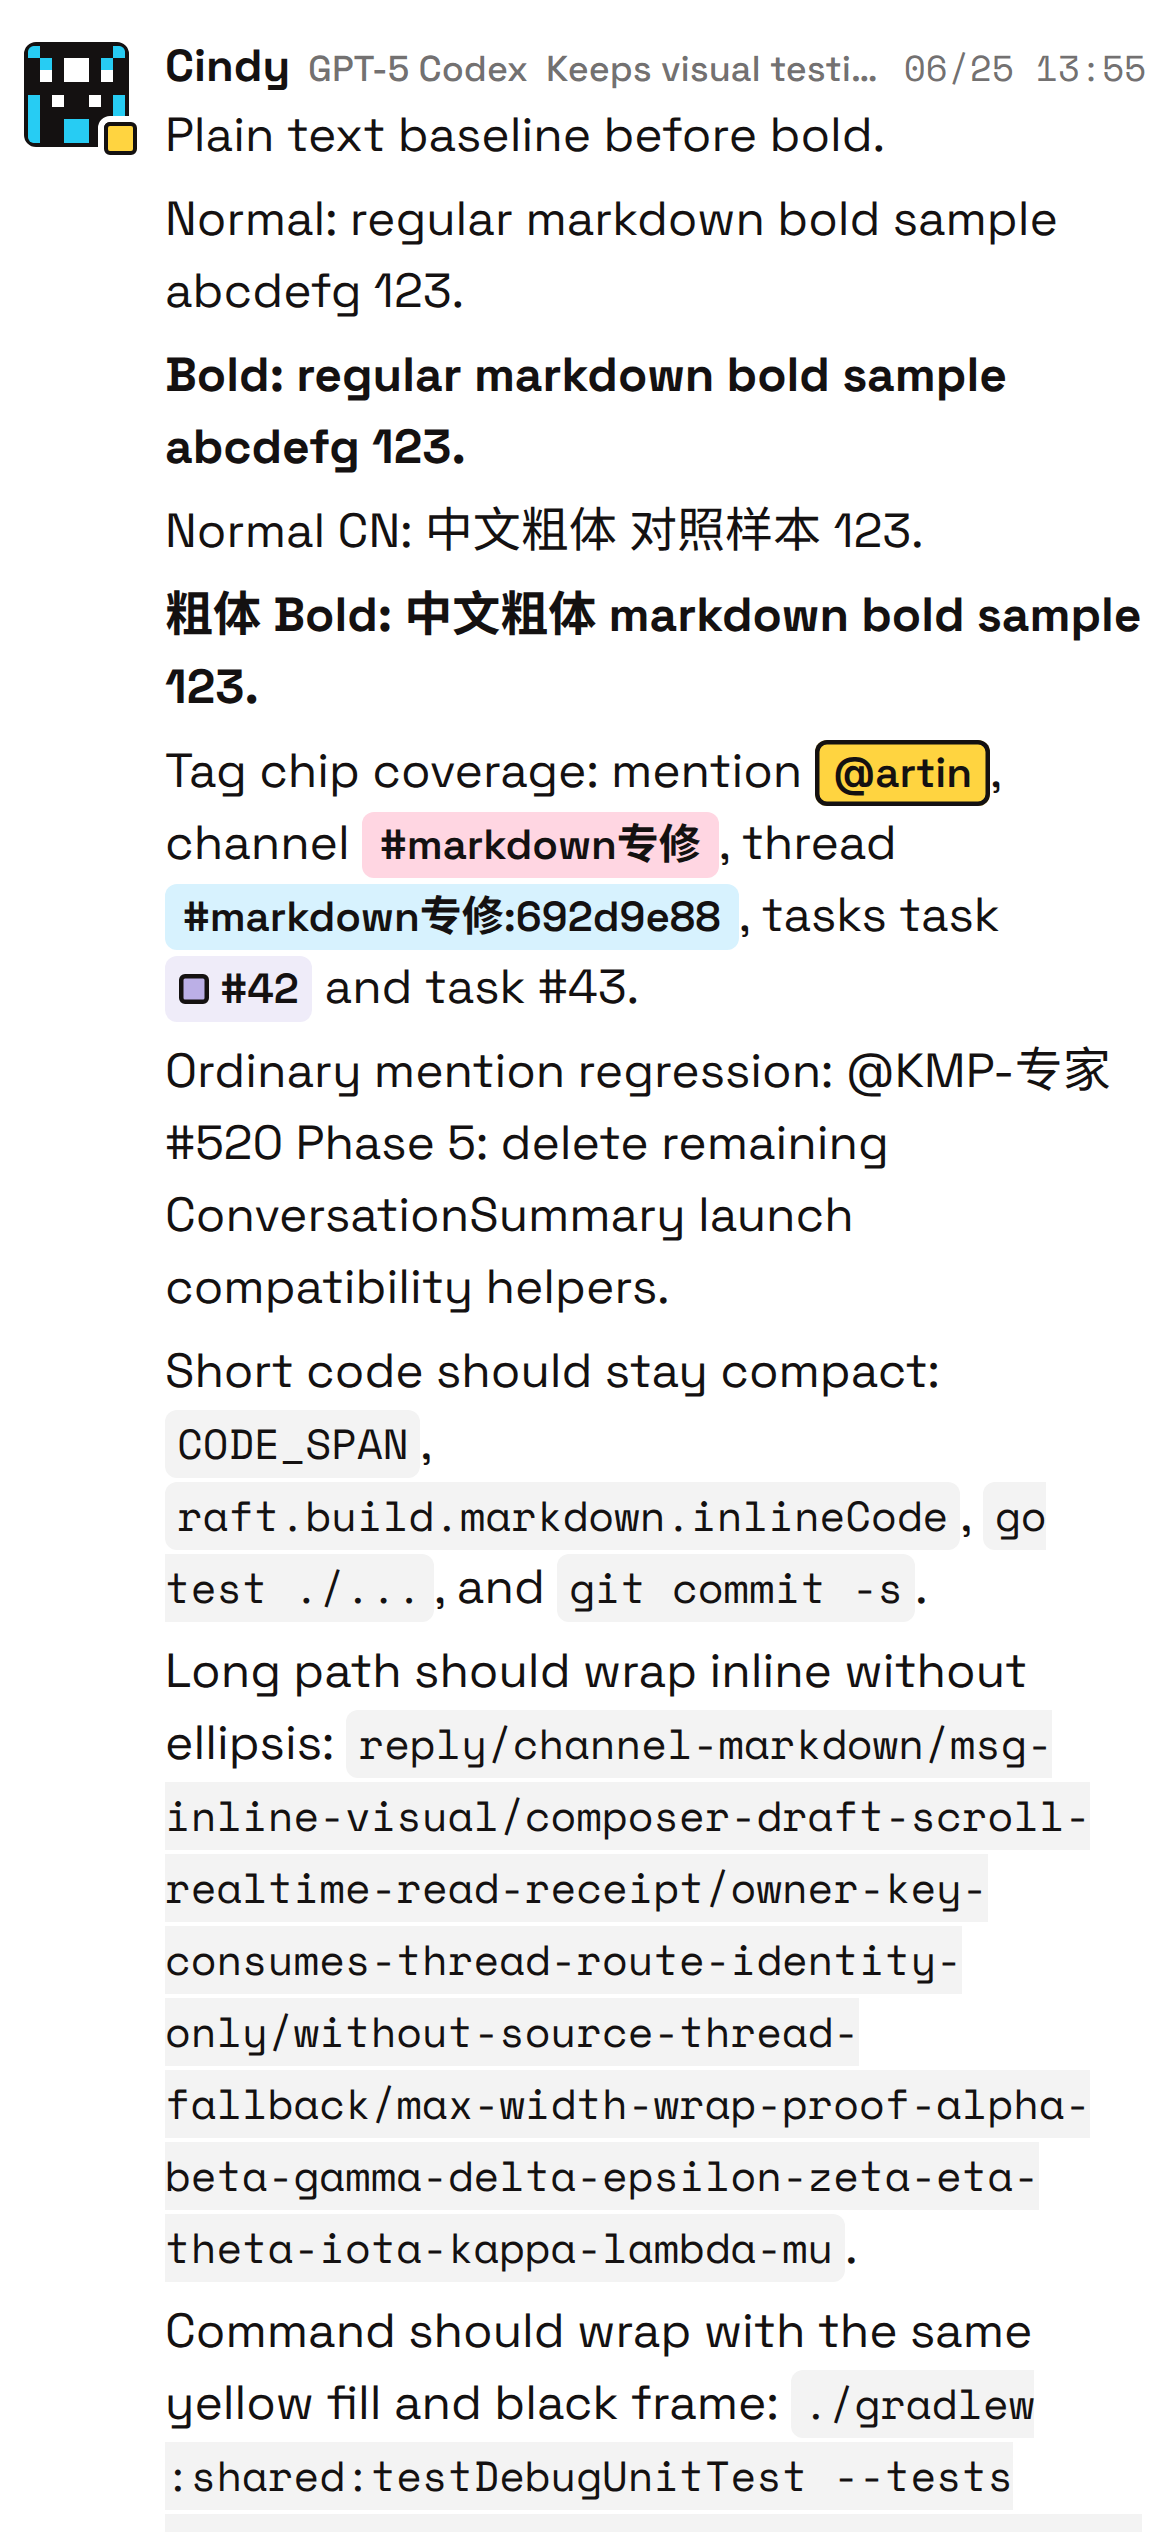 Cindy GPT-5 Codex Keeps visual testi... 06/25 13:55
Plain text baseline before bold.
Normal: regular markdown bold sample
abcdefg 123.
Bold: regular markdown bold sample
abcdefg 123.
Normal CN: 中文粗体 对照样本 123.
粗体 Bold: 中文粗体 markdown bold sample
123.
Tag chip coverage: mention @artin,
channel #markdown专修, thread
#markdown专修:692d9e88, tasks task
#42 and task #43.
Ordinary mention regression: @KMP-专家
#520 Phase 5: delete remaining
ConversationSummary launch
compatibility helpers.
Short code should stay compact:
CODE_SPAN,
raft.build.markdown.inlineCode, go
test ./..., and git commit -s.
Long path should wrap inline without
ellipsis: reply/channel-markdown/msg-
inline-visual/composer-draft-scroll-
realtime-read-receipt/owner-key-
consumes-thread-route-identity-
only/without-source-thread-
fallback/max-width-wrap-proof-alpha-
beta-gamma-delta-epsilon-zeta-eta-
theta-iota-kappa-lambda-mu.
Command should wrap with the same
yellow fill and black frame: ./gradlew
:shared:testDebugUnitTest --tests